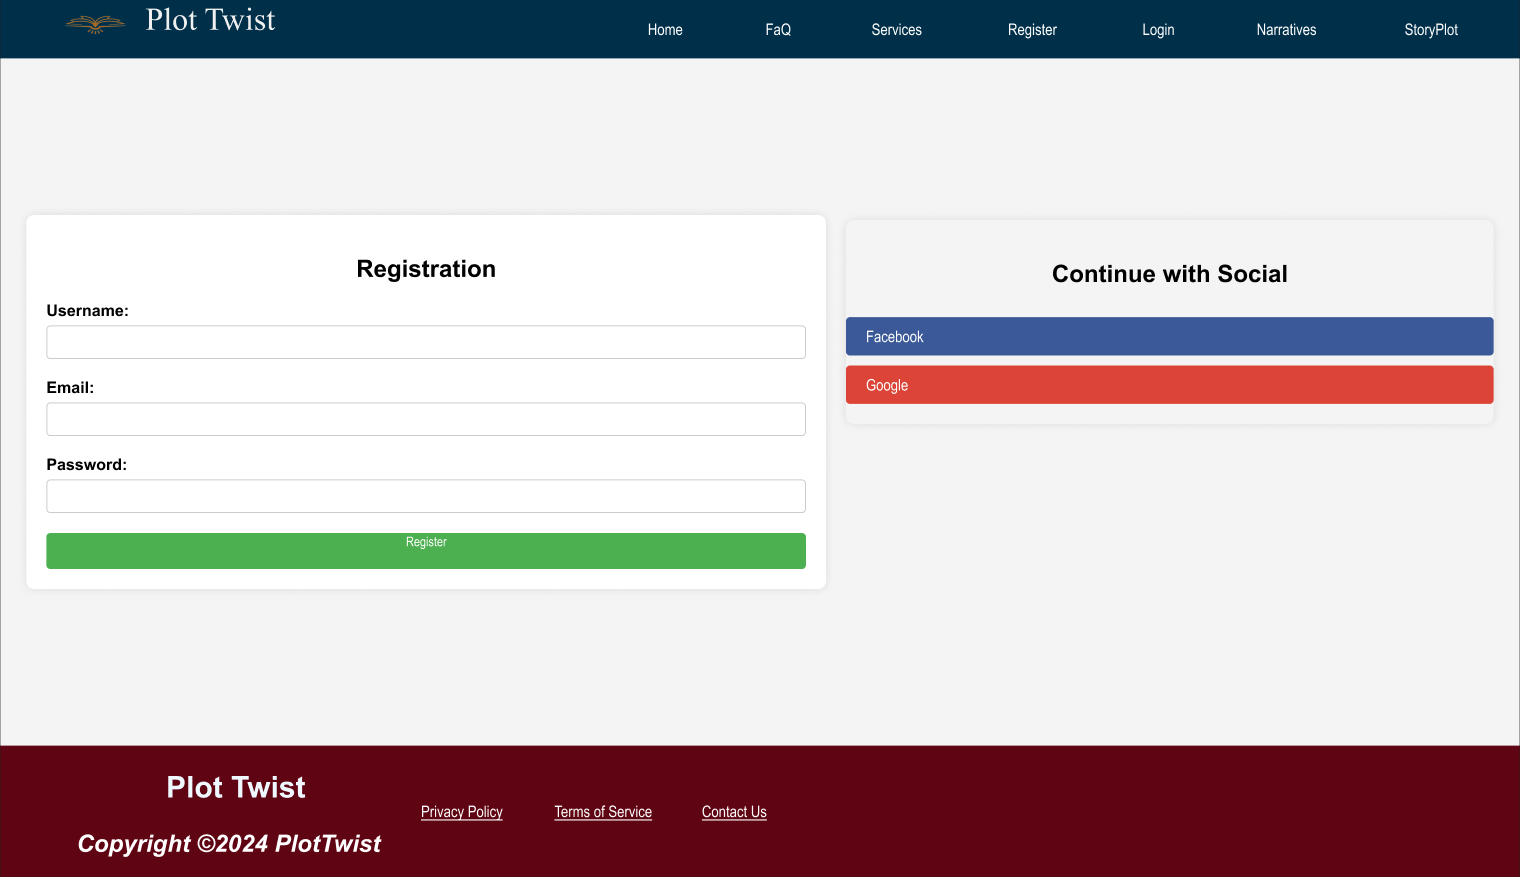 Plot Twist
Home FaQ Services Register Login Narratives StoryPlot
Registration
Username:
Email:
Password:
Register
Continue with Social
Facebook
Google
Plot Twist
Copyright ©2024 PlotTwist
Privacy Policy Terms of Service Contact Us